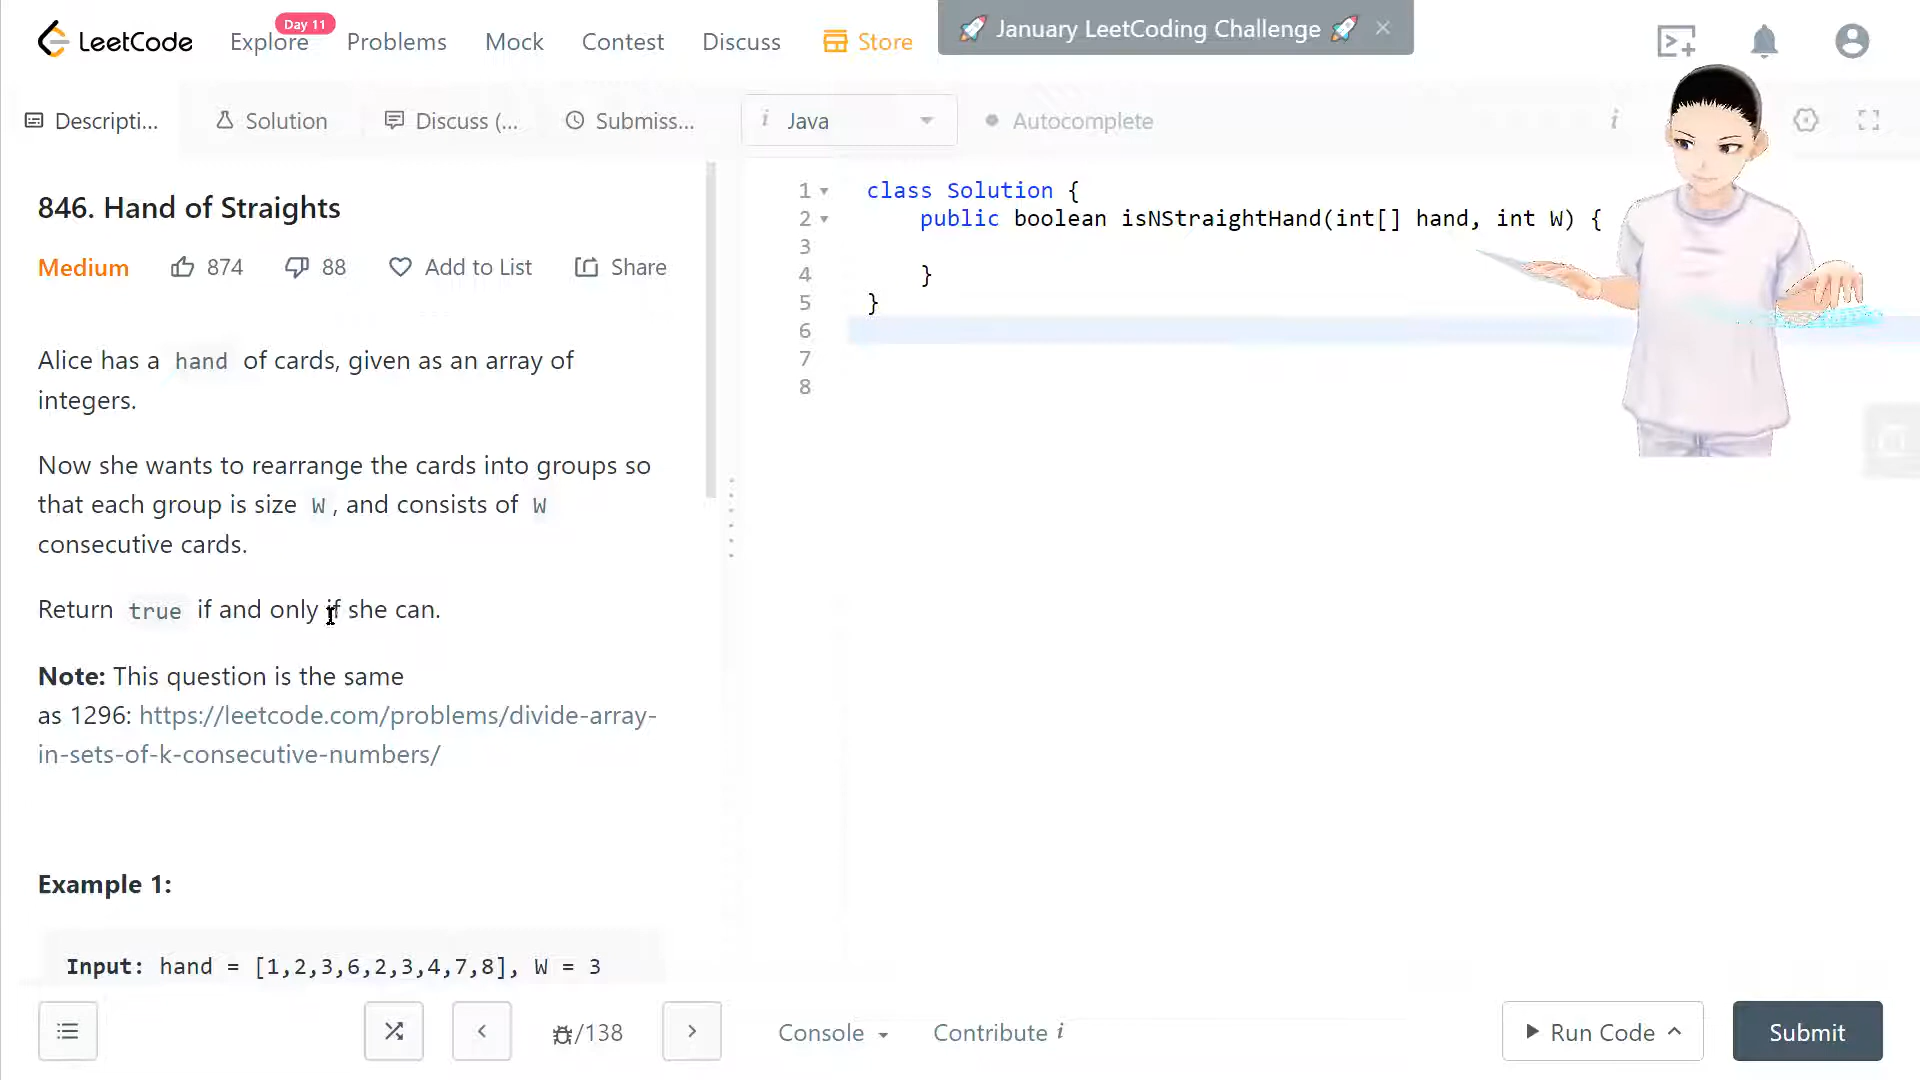 LeetCode
Explore
Day 11
Problems
Mock
Contest
Discuss
Store
🚀 January LeetCoding Challenge 🚀
Descripti...
Solution
Discuss (...
Submiss...
i Java
Autocomplete
i
846. Hand of Straights
Medium
874
88
Add to List
Share
Alice has a hand of cards, given as an array of
integers.
Now she wants to rearrange the cards into groups so
that each group is size W, and consists of W
consecutive cards.
Return true if and only if she can.
Note: This question is the same
as 1296: https://leetcode.com/problems/divide-array-
in-sets-of-k-consecutive-numbers/
Example 1:
Input: hand = [1,2,3,6,2,3,4,7,8], W = 3
1 class Solution {
2 public boolean isNStraightHand(int[] hand, int W) {
3
4 }
5 }
6
7
8
/138
Console
Contribute i
Run Code
Submit